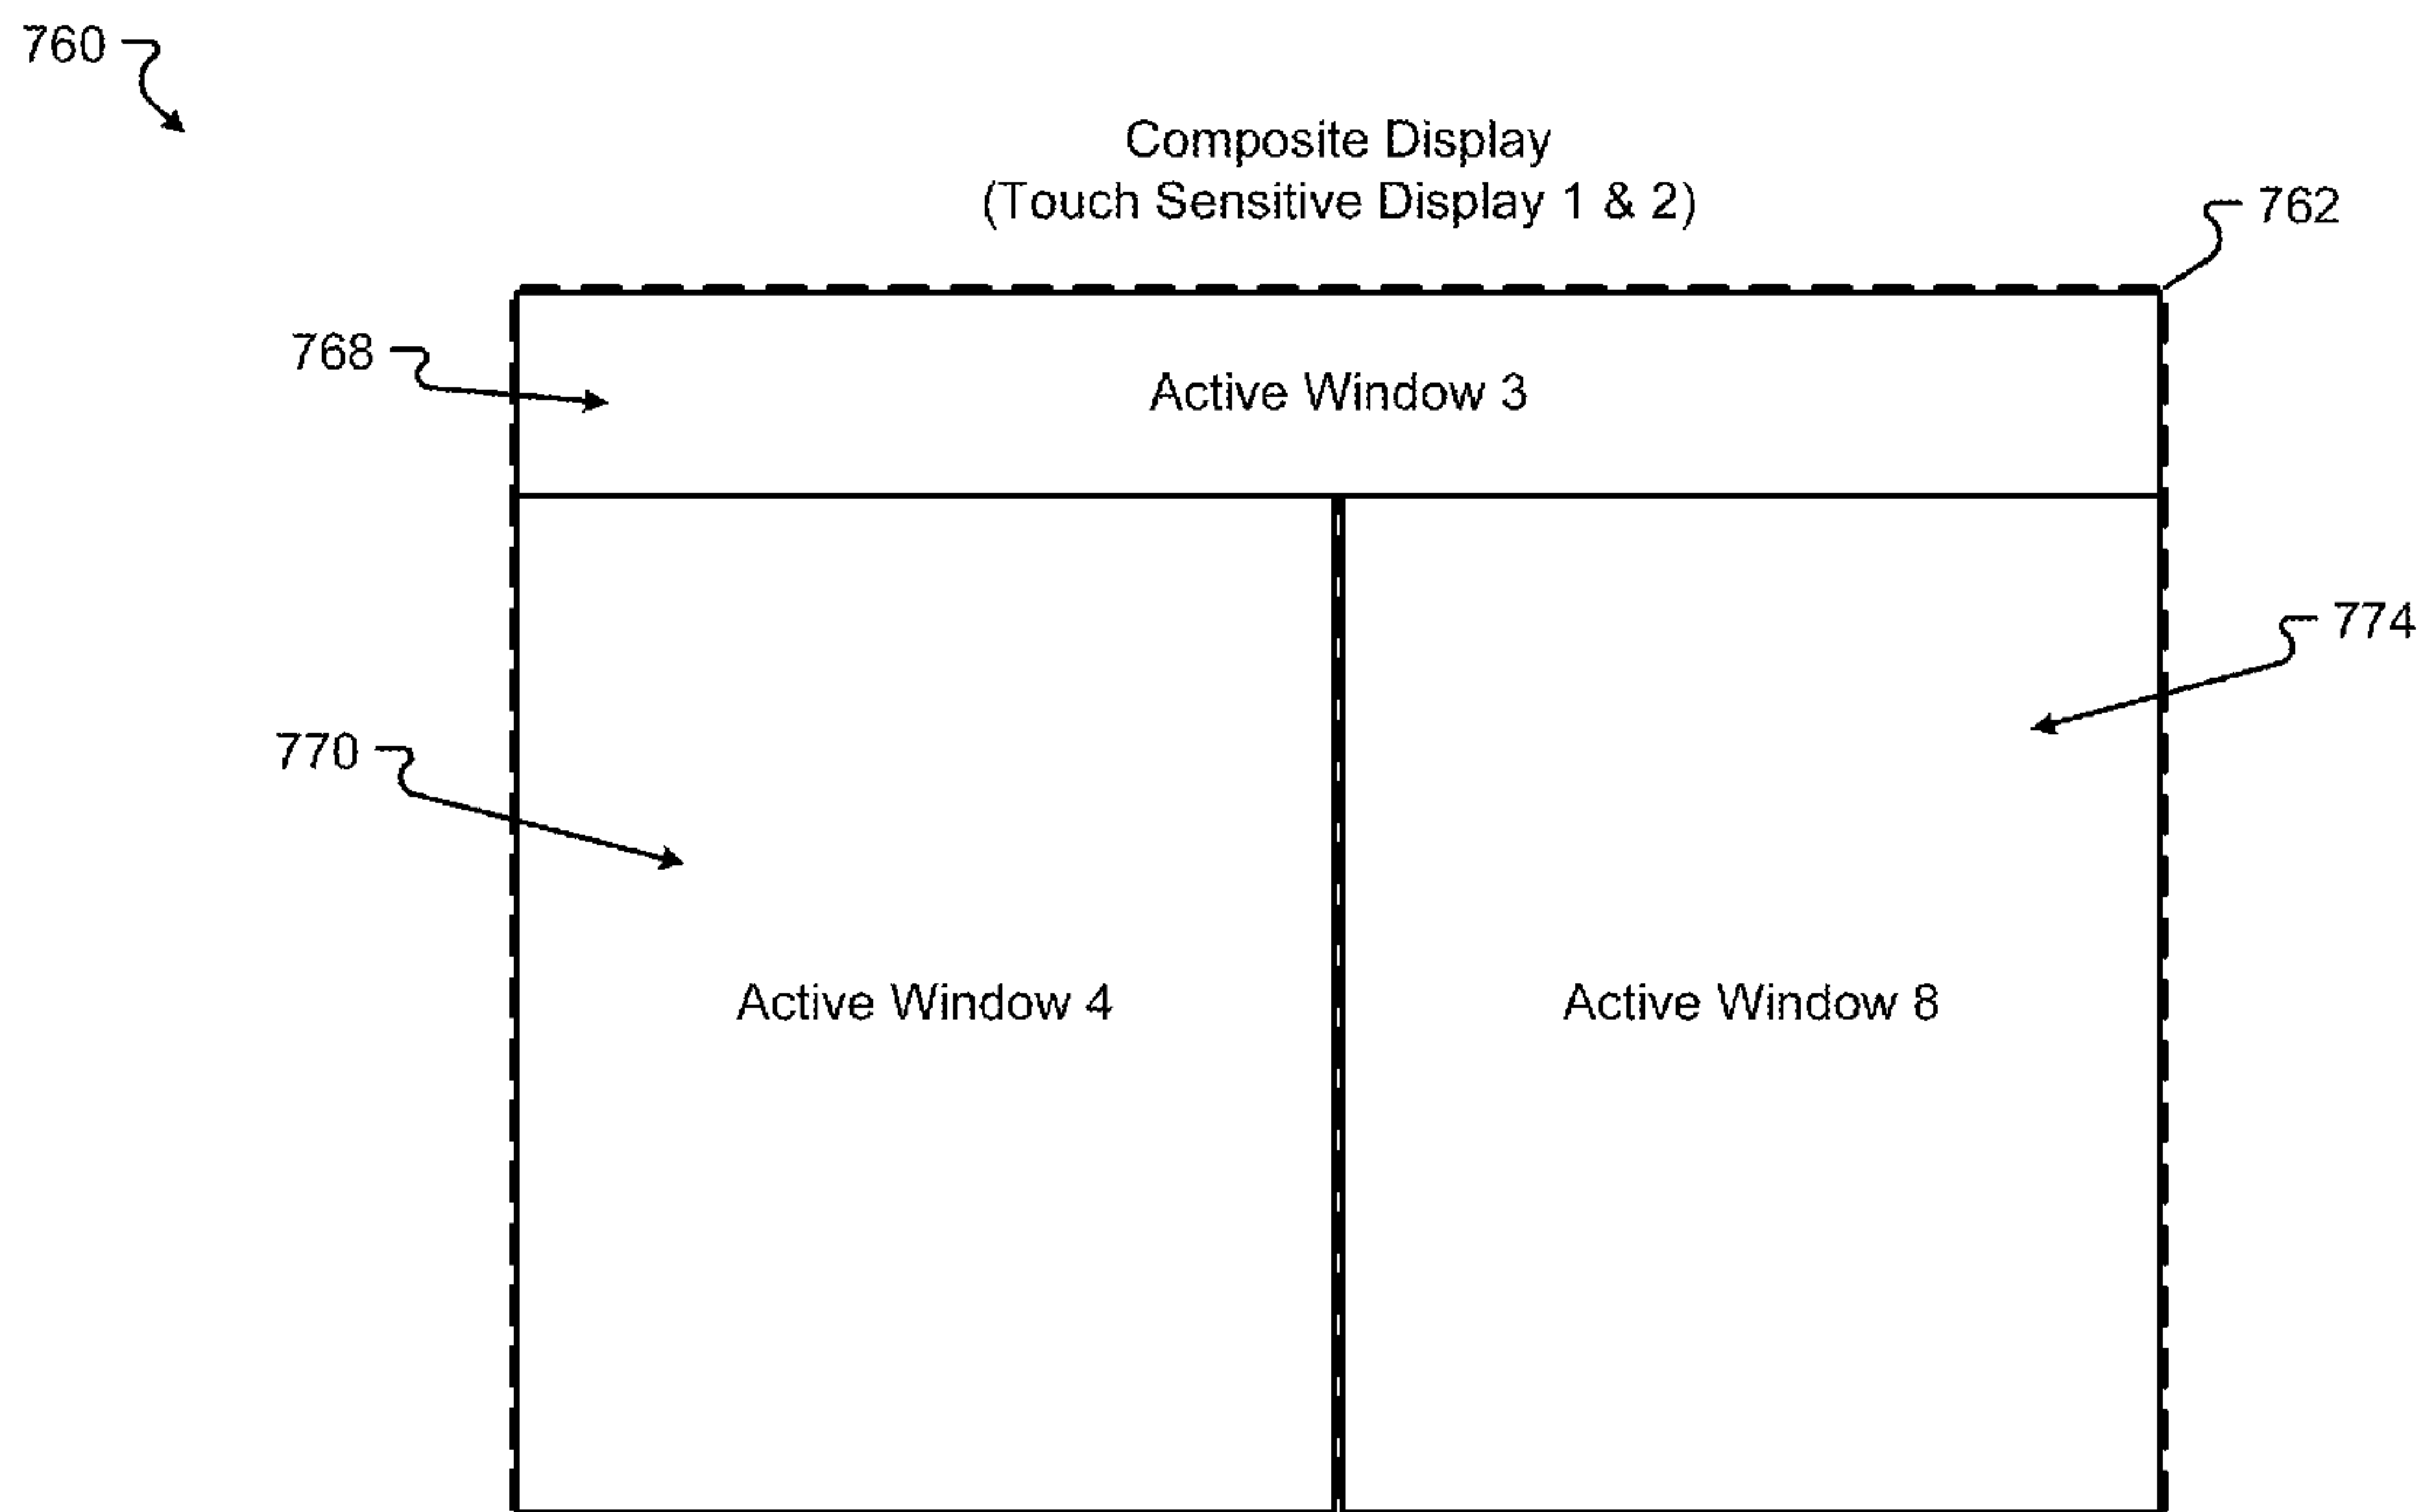 760
Composite Display
(Touch Sensitive Display 1 & 2)
762
768
Active Window 3
774
770
Active Window 4
Active Window 8